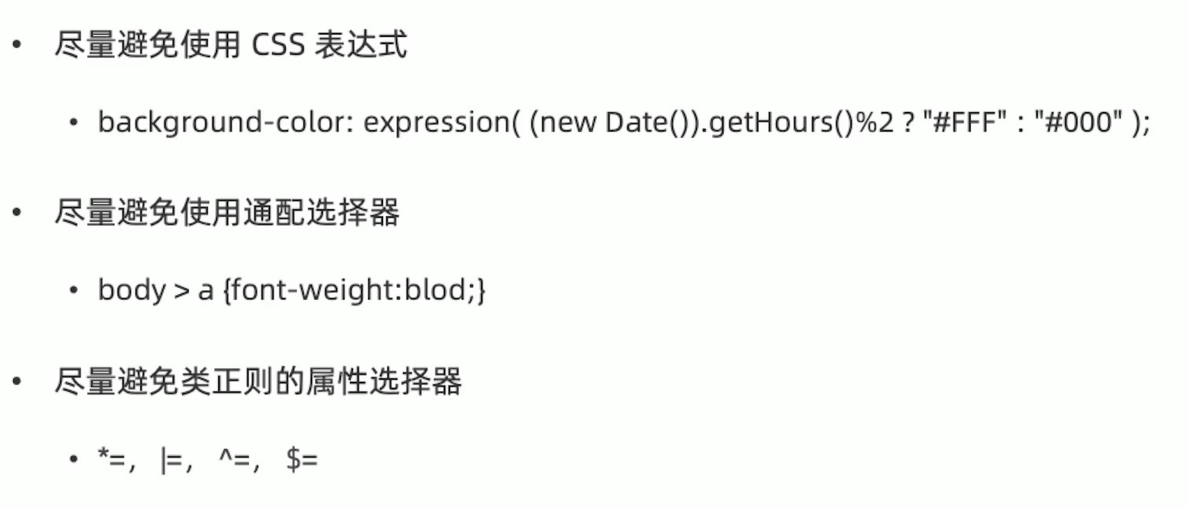 • 尽量避免使用 CSS 表达式
• background-color: expression( (new Date()).getHours()%2 ? "#FFF" : "#000" );
• 尽量避免使用通配选择器
• body > a {font-weight:blod;}
• 尽量避免类正则的属性选择器
• *=， |=， ^=， $=